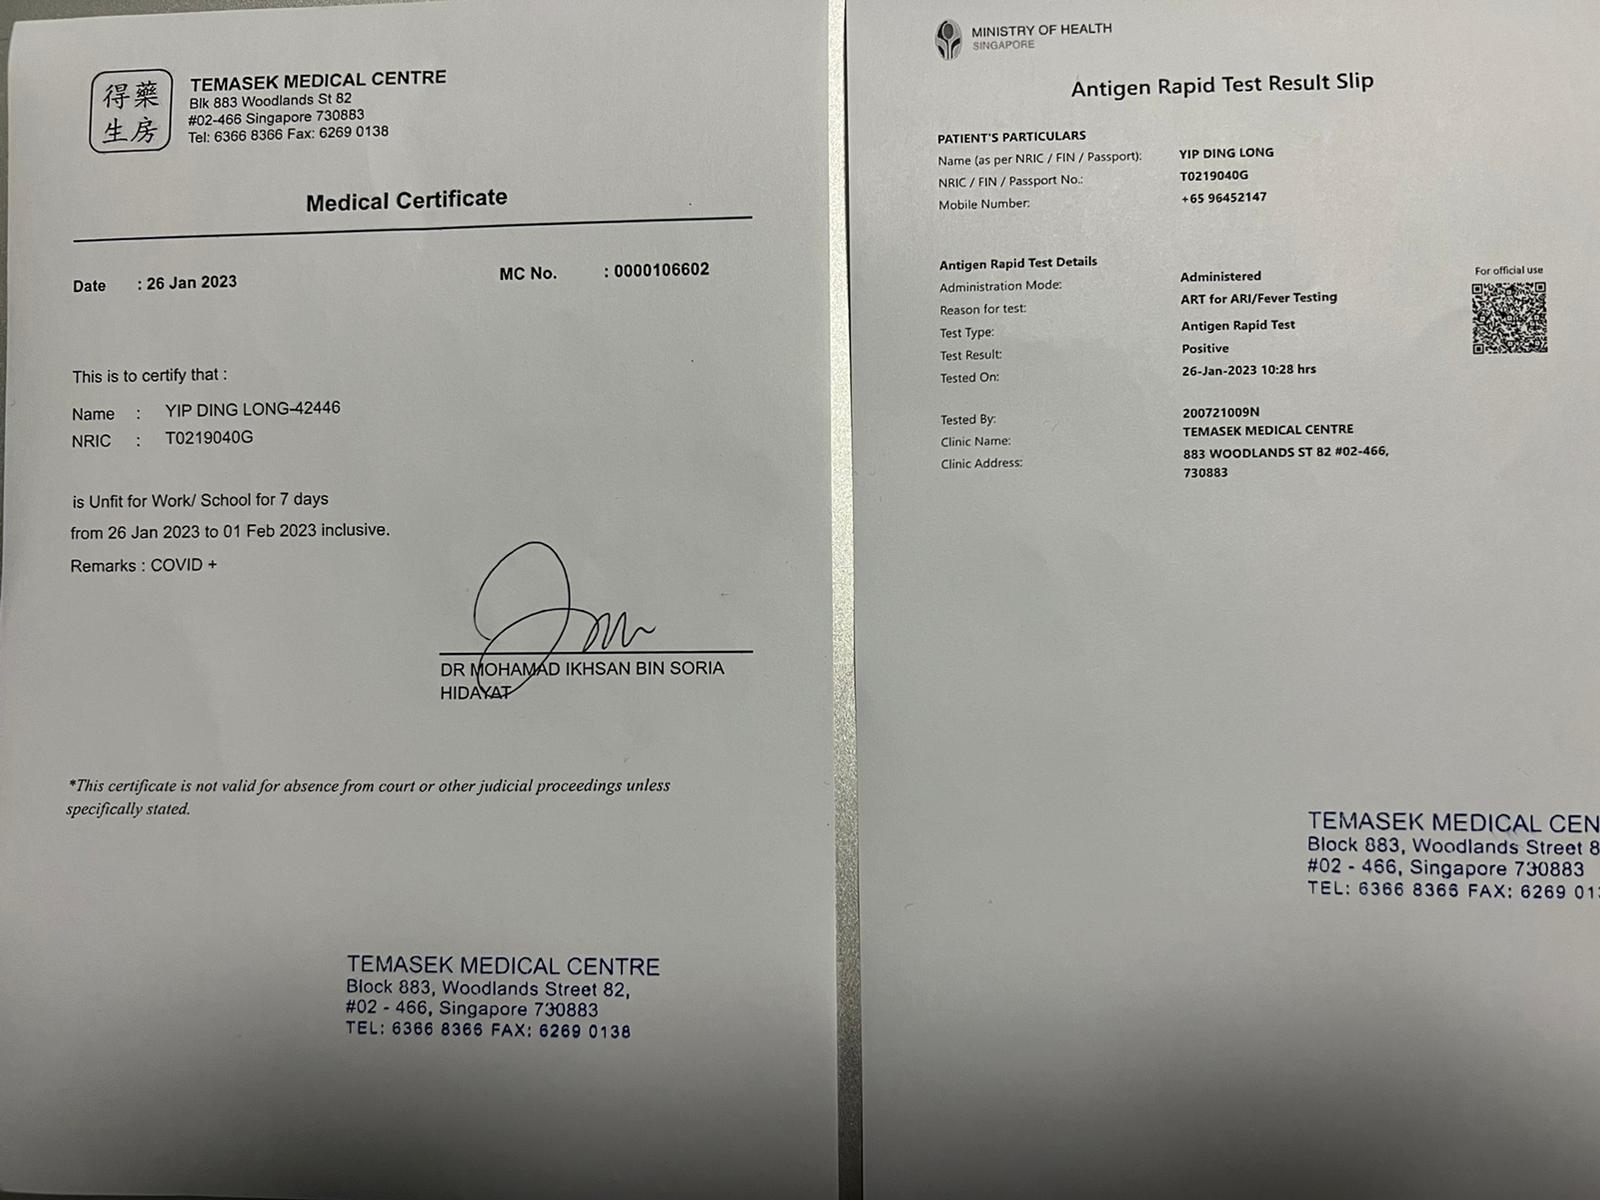 得藥
生房
TEMASEK MEDICAL CENTRE
Blk 883 Woodlands St 82
#02-466 Singapore 730883
Tel: 6366 8366 Fax: 6269 0138
Medical Certificate
Date : 26 Jan 2023 MC No. : 0000106602
This is to certify that :
Name : YIP DING LONG-42446
NRIC : T0219040G
is Unfit for Work/ School for 7 days
from 26 Jan 2023 to 01 Feb 2023 inclusive.
Remarks : COVID +
DR MOHAMAD IKHSAN BIN SORIA
HIDAYAT
*This certificate is not valid for absence from court or other judicial proceedings unless
specifically stated.
TEMASEK MEDICAL CENTRE
Block 883, Woodlands Street 82,
#02 - 466, Singapore 730883
TEL: 6366 8366 FAX: 6269 0138
MINISTRY OF HEALTH
SINGAPORE
Antigen Rapid Test Result Slip
PATIENT'S PARTICULARS
Name (as per NRIC / FIN / Passport): YIP DING LONG
NRIC / FIN / Passport No.: T0219040G
Mobile Number: +65 96452147
Antigen Rapid Test Details
Administration Mode: Administered
Reason for test: ART for ARI/Fever Testing
Test Type: Antigen Rapid Test
Test Result: Positive
Tested On: 26-Jan-2023 10:28 hrs
For official use
Tested By: 200721009N
Clinic Name: TEMASEK MEDICAL CENTRE
Clinic Address: 883 WOODLANDS ST 82 #02-466,
730883
TEMASEK MEDICAL CEN
Block 883, Woodlands Street 8
#02 - 466, Singapore 730883
TEL: 6366 8366 FAX: 6269 013